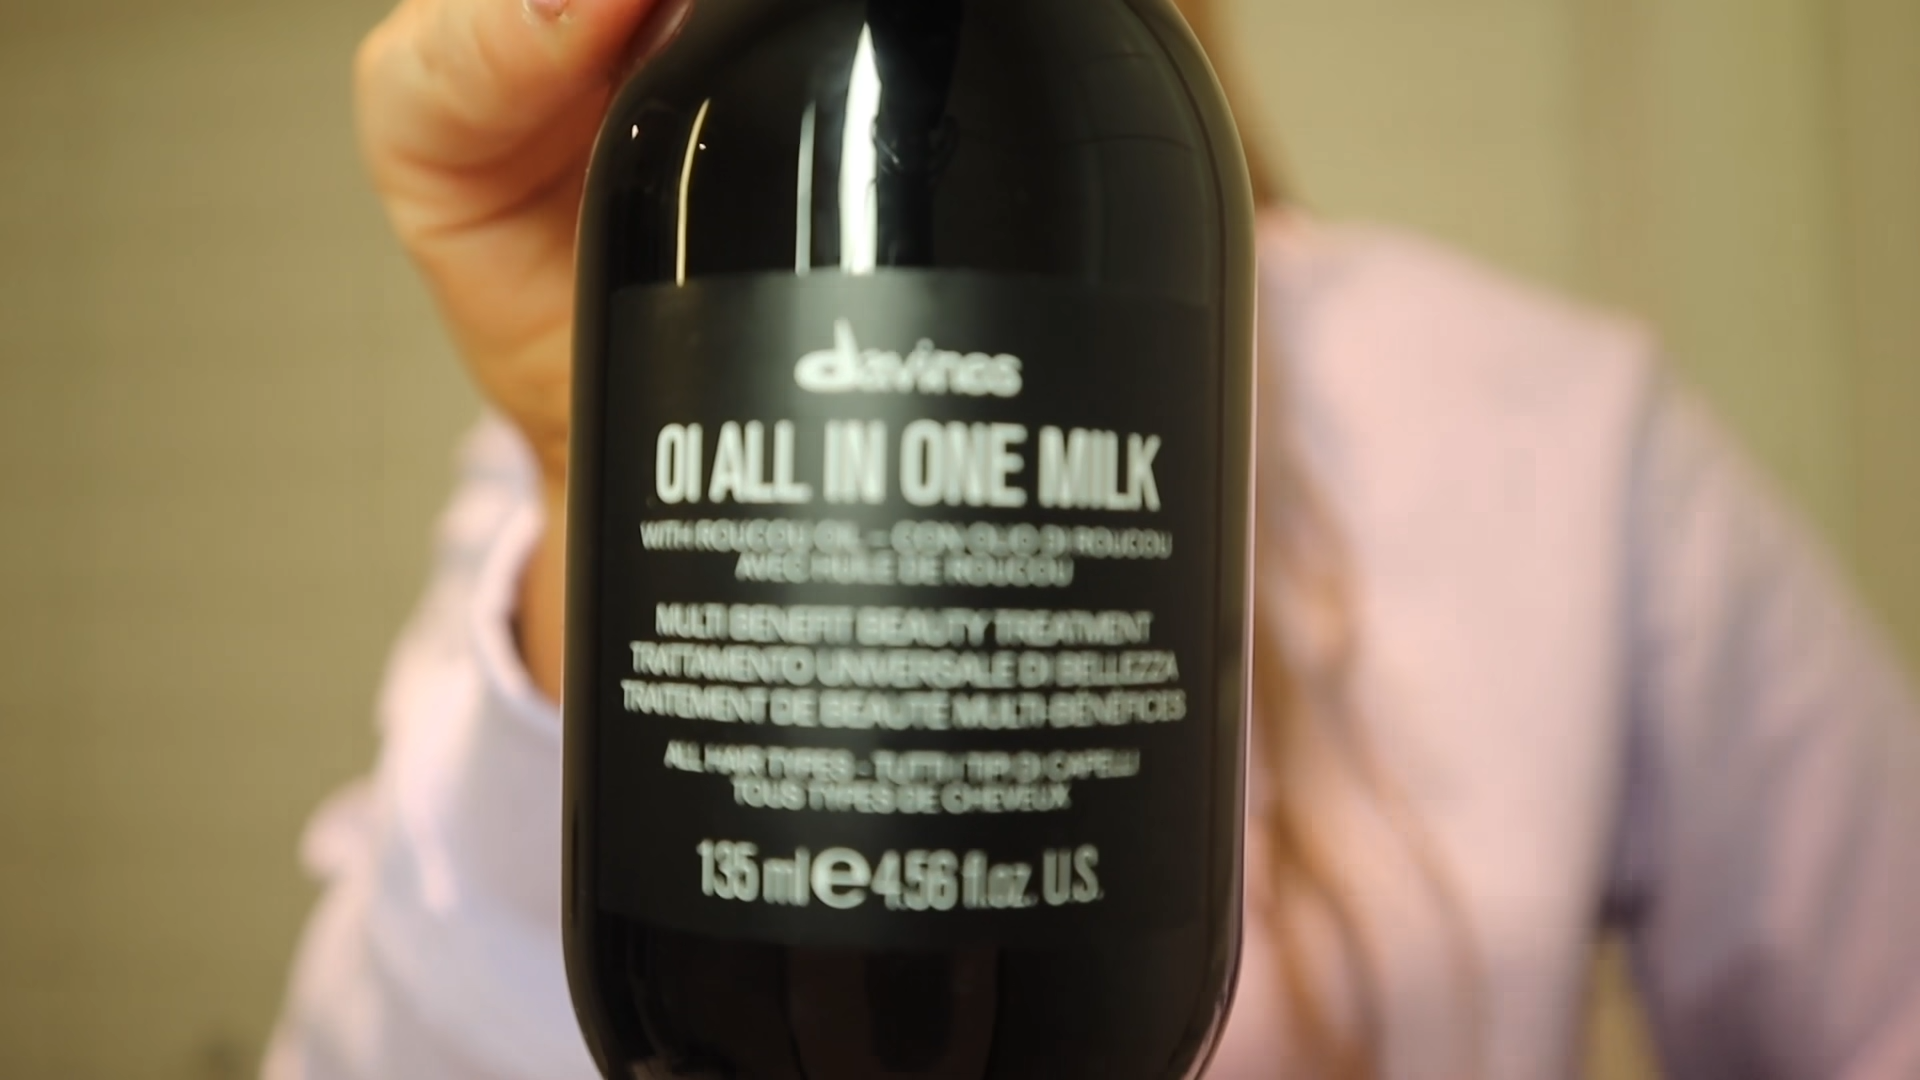 davines
OI ALL IN ONE MILK
WITH ROUCOU OIL - CON OLIO DI ROUCOU
AVEC HUILE DE ROUCOU
MULTI BENEFIT BEAUTY TREATMENT
TRATTAMENTO UNIVERSALE DI BELLEZZA
TRAITEMENT DE BEAUTÉ MULTI-BÉNÉFICES
ALL HAIR TYPES - TUTTI I TIPI DI CAPELLI
TOUS TYPES DE CHEVEUX
135 ml e 4.56 fl.oz. U.S.